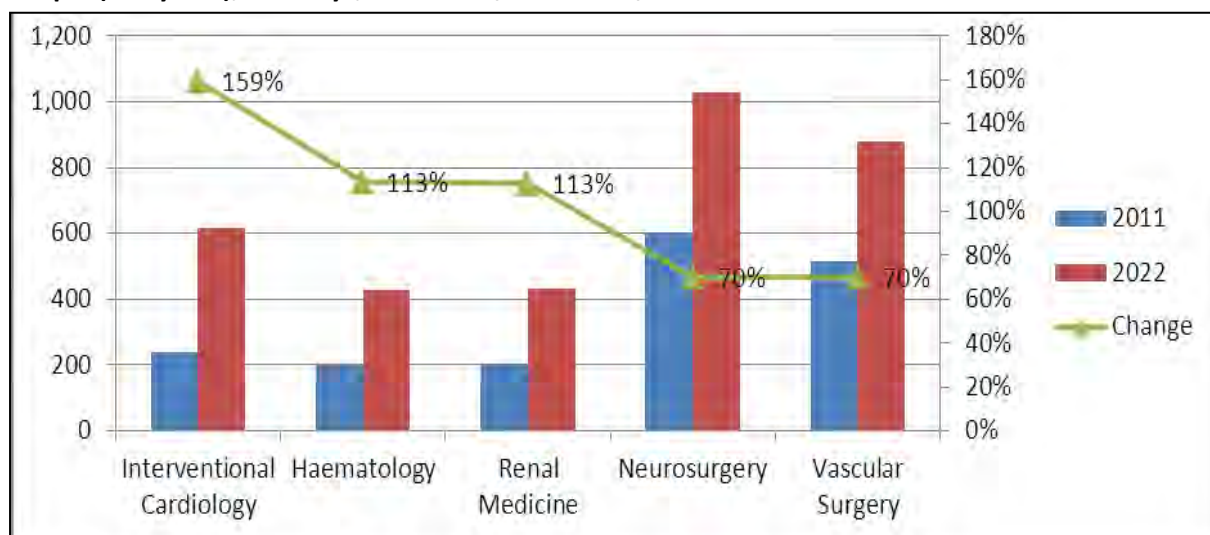 1,200
1,000
800
600
400
200
0
180%
160%
140%
120%
100%
80%
60%
40%
20%
0%
159%
113%
113%
70%
70%
Interventional
Cardiology
Haematology
Renal
Medicine
Neurosurgery
Vascular
Surgery
2011
2022
Change